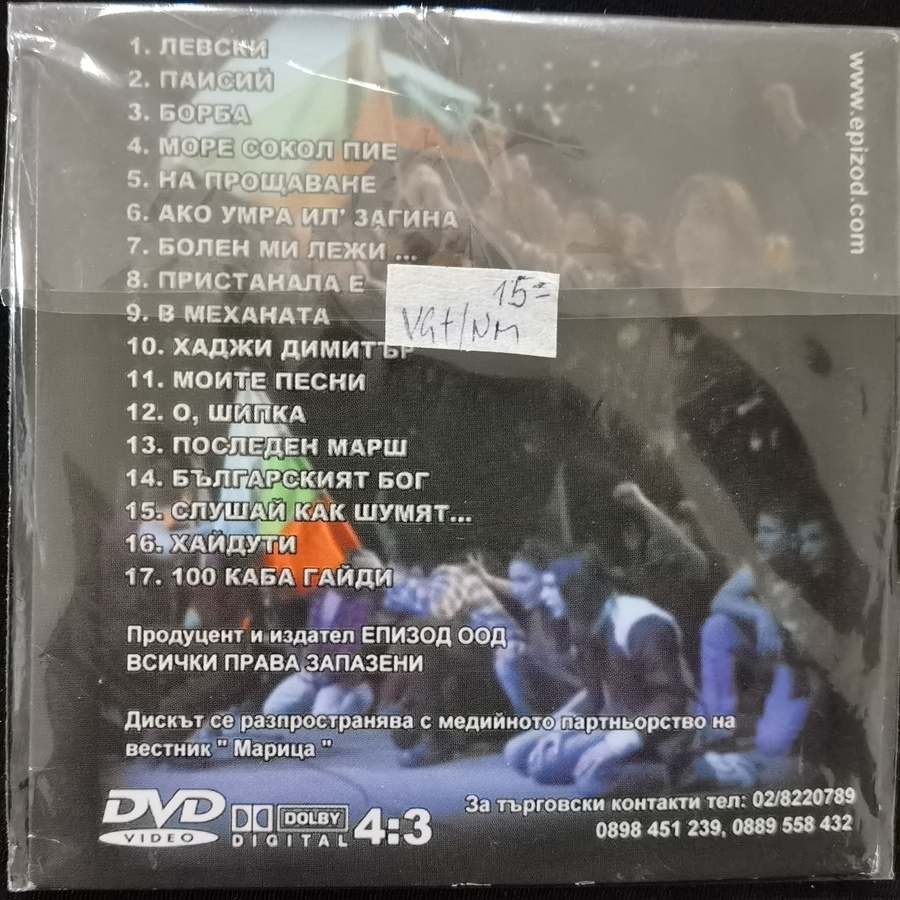 1. ЛЕВСКИ
2. ПАИСИЙ
3. БОРБА
4. МОРЕ СОКОЛ ПИЕ
5. НА ПРОЩАВАНЕ
6. АКО УМРА ИЛ' ЗАГИНА
7. БОЛЕН МИ ЛЕЖИ ...
8. ПРИСТАНАЛА Е
9. В МЕХАНАТА
10. ХАДЖИ ДИМИТЪР
11. МОИТЕ ПЕСНИ
12. О, ШИПКА
13. ПОСЛЕДЕН МАРШ
14. БЪЛГАРСКИЯТ БОГ
15. СЛУШАЙ КАК ШУМЯТ...
16. ХАЙДУТИ
17. 100 КАБА ГАЙДИ
www.epizod.com
15=
VG+/NM
Продуцент и издател ЕПИЗОД ООД
ВСИЧКИ ПРАВА ЗАПАЗЕНИ
Дискът се разпространява с медийното партньорство на
вестник " Марица "
DVD
VIDEO
DOLBY
DIGITAL
4:3
За търговски контакти тел: 02/8220789
0898 451 239, 0889 558 432